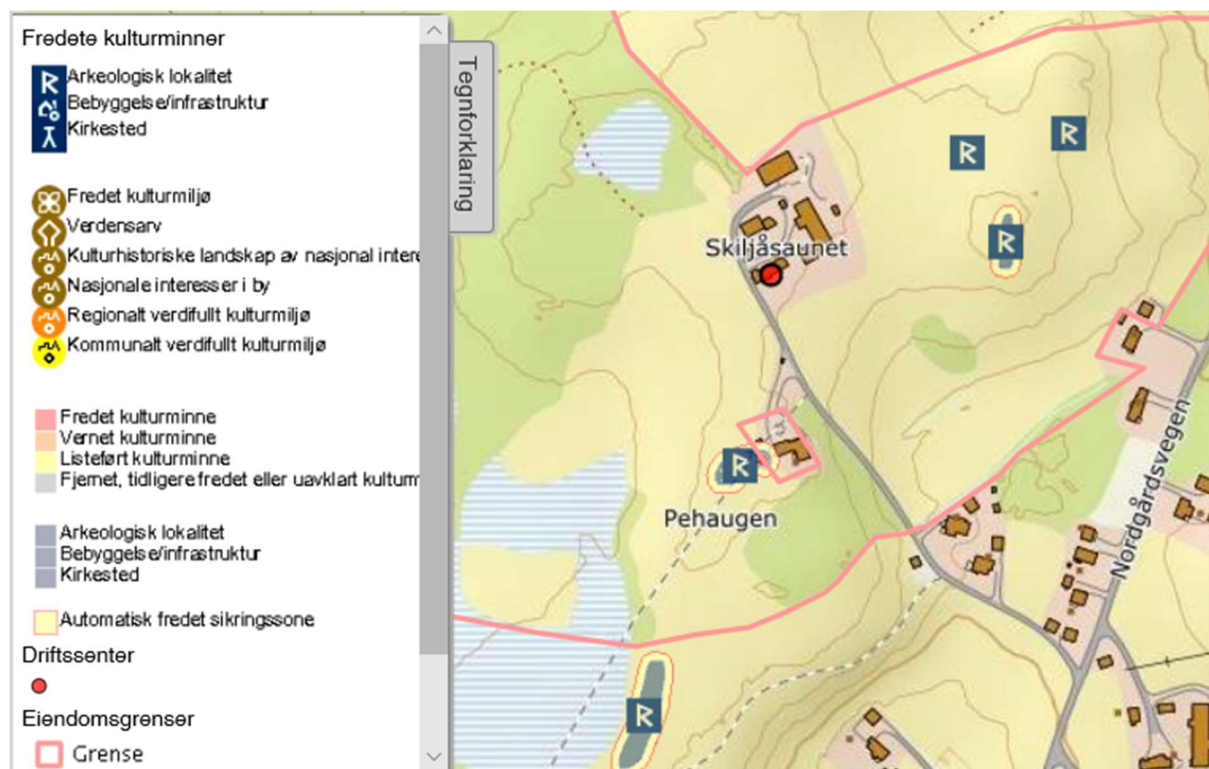 Fredete kulturminner
Arkeologisk lokalitet
Bebyggelse/infrastruktur
Kirkested
Fredet kulturmiljø
Verdensarv
Kulturhistoriske landskap av nasjonal intere
Nasjonale interesser i by
Regionalt verdifullt kulturmiljø
Kommunalt verdifullt kulturmiljø
Fredet kulturminne
Vernet kulturminne
Listeført kulturminne
Fjernet, tidligere fredet eller uavklart kulturm
Arkeologisk lokalitet
Bebyggelse/infrastruktur
Kirkested
Automatisk fredet sikringssone
Driftssenter
Eiendomsgrenser
Grense
Tegnforklaring
Skiljåsaunet
Pehaugen
Nordgårdsvegen